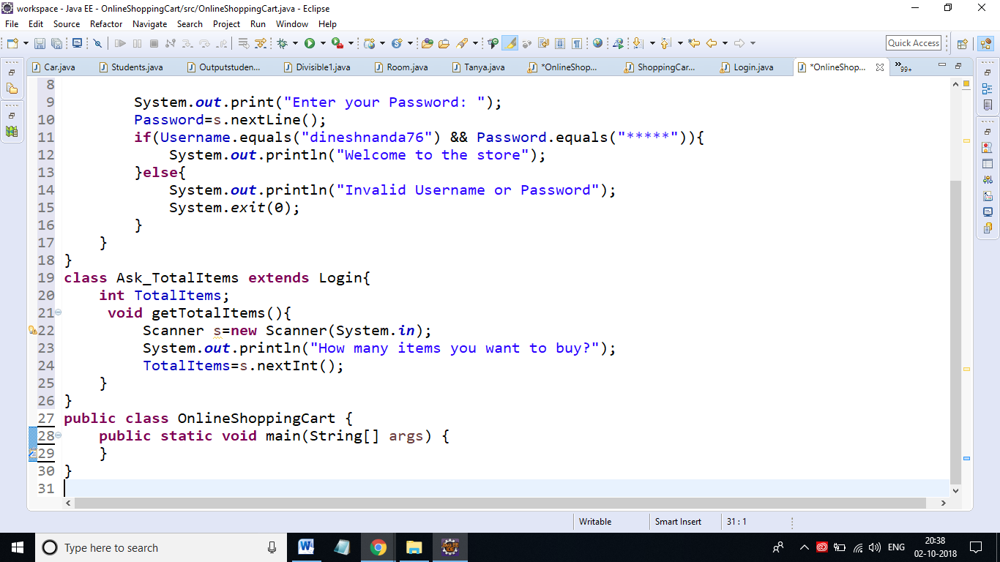 workspace - Java EE - OnlineShoppingCart/src/OnlineShoppingCart.java - Eclipse
File Edit Source Refactor Navigate Search Project Run Window Help
Quick Access
Car.java Students.java Outputstuden... Divisible1.java Room.java Tanya.java *OnlineShop... ShoppingCar... Login.java *OnlineShop... »99+
8
9 System.out.print("Enter your Password: ");
10 Password=s.nextLine();
11 if(Username.equals("dineshnanda76") && Password.equals("*****")){
12 System.out.println("Welcome to the store");
13 }else{
14 System.out.println("Invalid Username or Password");
15 System.exit(0);
16 }
17 }
18 }
19 class Ask_TotalItems extends Login{
20 int TotalItems;
21 void getTotalItems(){
22 Scanner s=new Scanner(System.in);
23 System.out.println("How many items you want to buy?");
24 TotalItems=s.nextInt();
25 }
26 }
27 public class OnlineShoppingCart {
28 public static void main(String[] args) {
29 }
30 }
31
Writable Smart Insert 31 : 1
Type here to search
ENG 20:38
02-10-2018